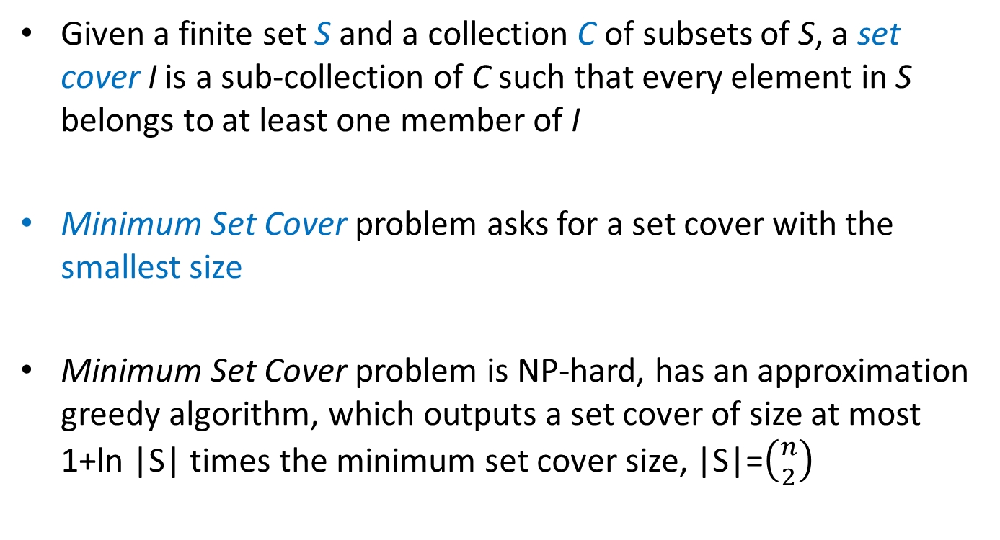 • Given a finite set S and a collection C of subsets of S, a set
cover I is a sub-collection of C such that every element in S
belongs to at least one member of I
• Minimum Set Cover problem asks for a set cover with the
smallest size
• Minimum Set Cover problem is NP-hard, has an approximation
greedy algorithm, which outputs a set cover of size at most
1+ln |S| times the minimum set cover size, |S|=(n 2)